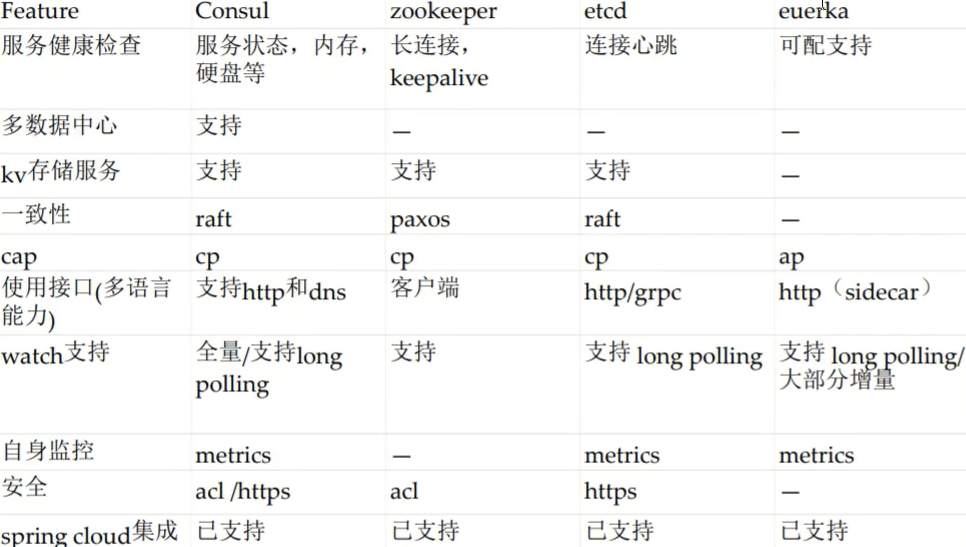 Feature Consul zookeeper etcd euerka
服务健康检查 服务状态，内存， 长连接， 连接心跳 可配支持
硬盘等 keepalive
多数据中心 支持 — — —
kv存储服务 支持 支持 支持 —
一致性 raft paxos raft —
cap cp cp cp ap
使用接口(多语言 支持http和dns 客户端 http/grpc http（sidecar）
能力)
watch支持 全量/支持long 支持 支持 long polling 支持 long polling/
polling 大部分增量
自身监控 metrics — metrics metrics
安全 acl /https acl https —
spring cloud集成 已支持 已支持 已支持 已支持